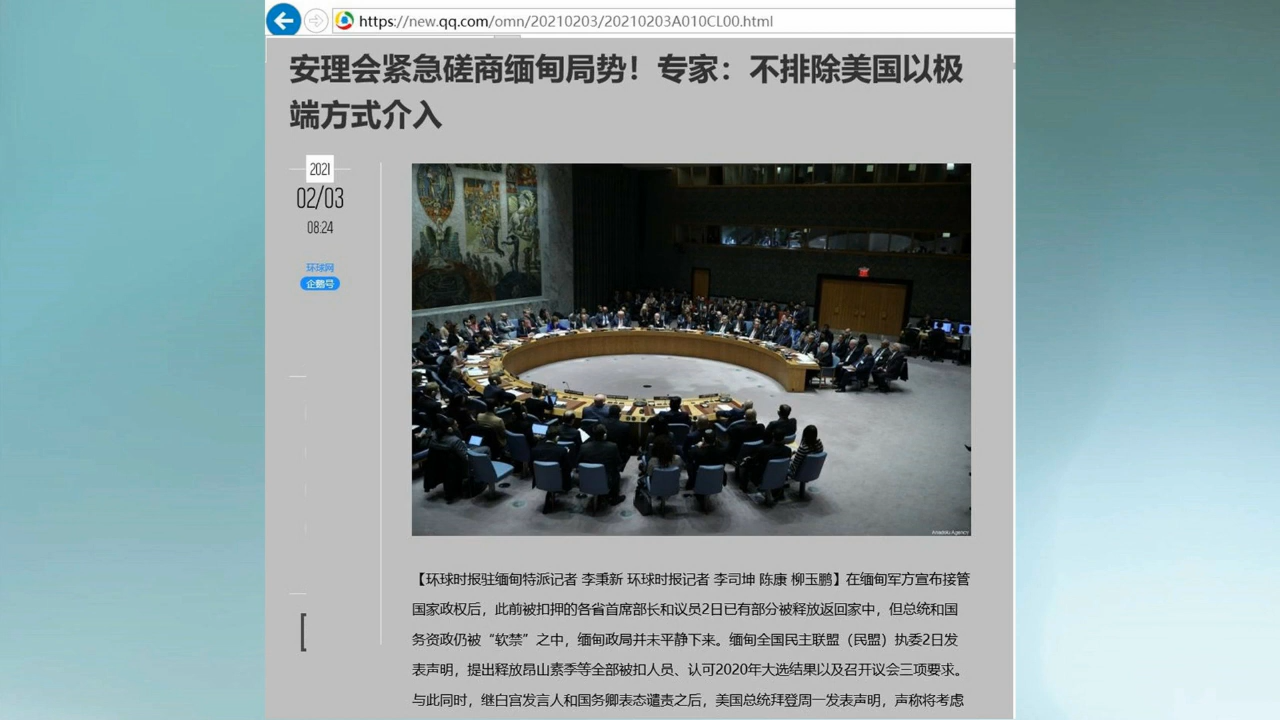 https://new.qq.com/omn/20210203/20210203A010CL00.html
安理会紧急磋商缅甸局势！专家：不排除美国以极
端方式介入
2021
02/03
08:24
环球网
企鹅号
Anadolu Agency
【环球时报驻缅甸特派记者 李秉新 环球时报记者 李司坤 陈康 柳玉鹏】在缅甸军方宣布接管
国家政权后，此前被扣押的各省首席部长和议员2日已有部分被释放返回家中，但总统和国
务资政仍被“软禁”之中，缅甸政局并未平静下来。缅甸全国民主联盟（民盟）执委2日发
表声明，提出释放昂山素季等全部被扣人员、认可2020年大选结果以及召开议会三项要求。
与此同时，继白宫发言人和国务卿表态谴责之后，美国总统拜登周一发表声明，声称将考虑